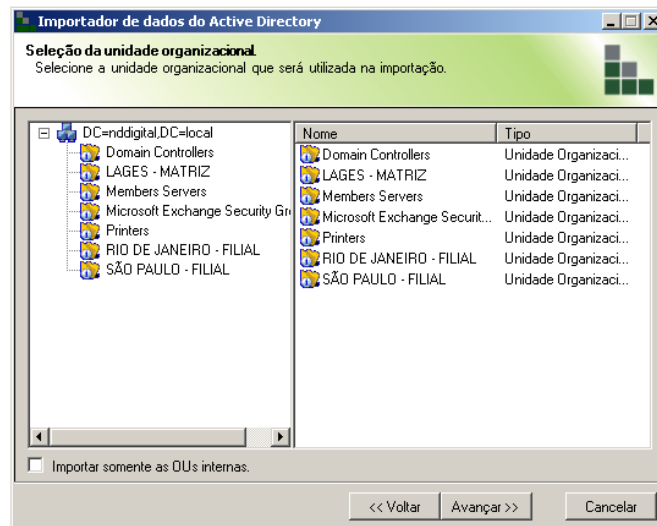 Importador de dados do Active Directory
Seleção da unidade organizacional.
Selecione a unidade organizacional que será utilizada na importação.
DC=nddigital,DC=local
Domain Controllers
LAGES - MATRIZ
Members Servers
Microsoft Exchange Security Gr
Printers
RIO DE JANEIRO - FILIAL
SÃO PAULO - FILIAL
Nome Tipo
Domain Controllers Unidade Organizaci...
LAGES - MATRIZ Unidade Organizaci...
Members Servers Unidade Organizaci...
Microsoft Exchange Securit... Unidade Organizaci...
Printers Unidade Organizaci...
RIO DE JANEIRO - FILIAL Unidade Organizaci...
SÃO PAULO - FILIAL Unidade Organizaci...
Importar somente as OUs internas.
<< Voltar Avançar >> Cancelar